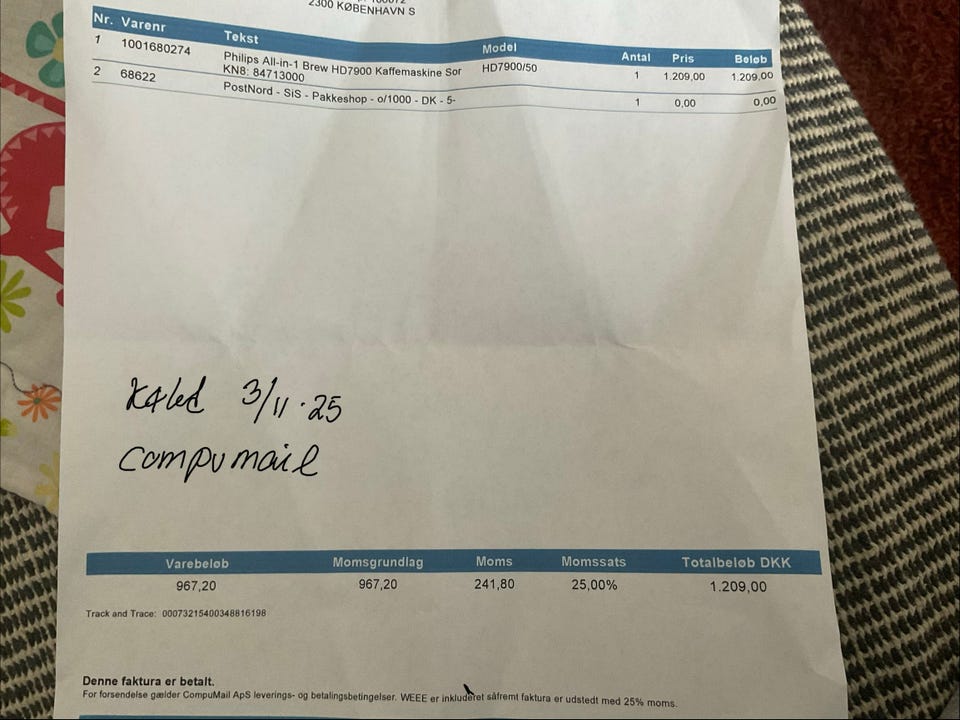 2300 KØBENHAVN S
Nr. Varenr Tekst Model Antal Pris Beløb
1 1001680274 Philips All-in-1 Brew HD7900 Kaffemaskine Sor HD7900/50 1 1.209,00 1.209,00
KN8: 84713000
2 68622 PostNord - SiS - Pakkeshop - o/1000 - DK - 5- 1 0,00 0,00
3/11.25
compumail
Varebeløb Momsgrundlag Moms Momssats Totalbeløb DKK
967,20 967,20 241,80 25,00% 1.209,00
Track and Trace: 00073215400348816198
Denne faktura er betalt.
For forsendelse gælder CompuMail ApS leverings- og betalingsbetingelser. WEEE er inkluderet såfremt faktura er udstedt med 25% moms.